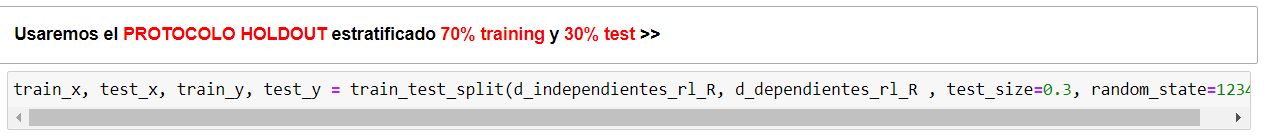 Usaremos el PROTOCOLO HOLDOUT estratificado 70% training y 30% test >>
train_x, test_x, train_y, test_y = train_test_split(d_independientes_rl_R, d_dependientes_rl_R , test_size=0.3, random_state=1234